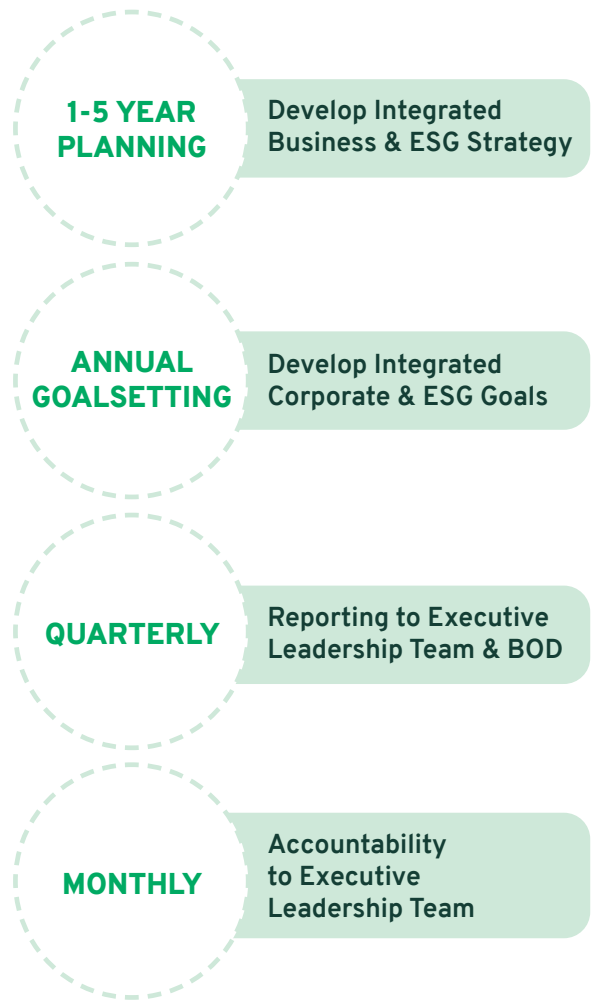 1-5 YEAR
PLANNING
Develop Integrated
Business & ESG Strategy
ANNUAL
GOALSETTING
Develop Integrated
Corporate & ESG Goals
QUARTERLY
Reporting to Executive
Leadership Team & BOD
MONTHLY
Accountability
to Executive
Leadership Team